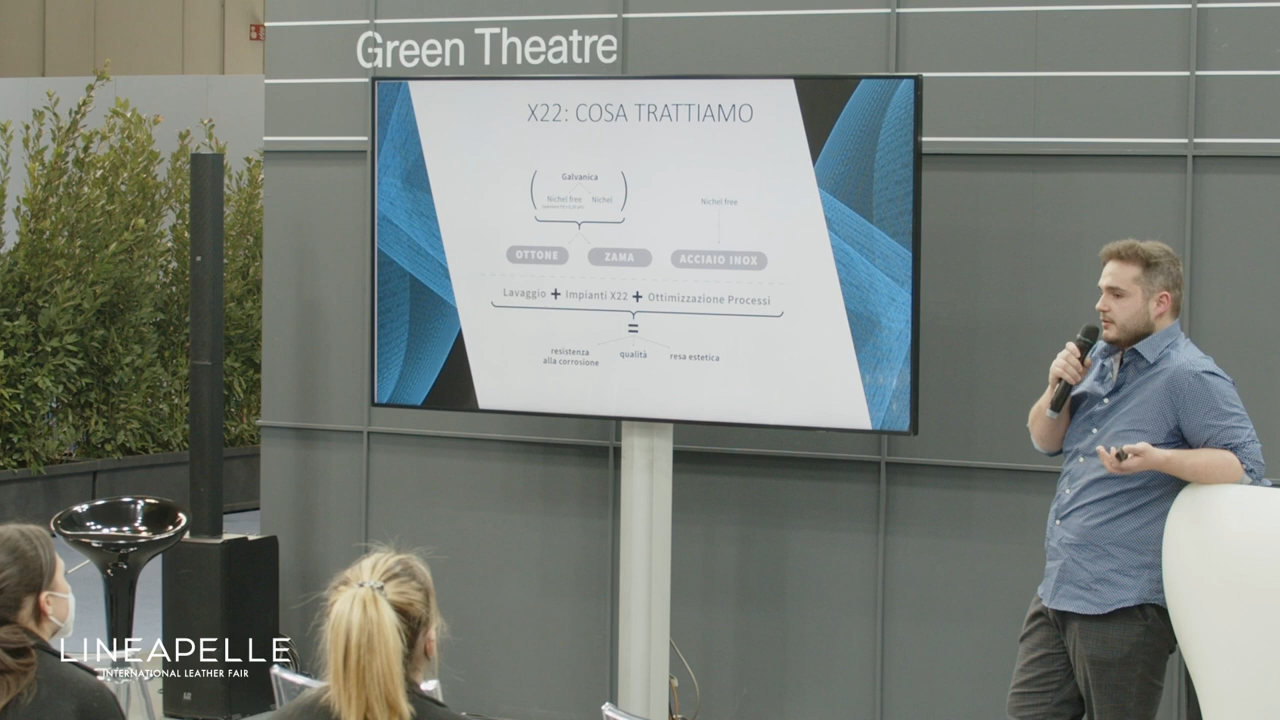 Green Theatre
X22: COSA TRATTIAMO
Galvanica
Nichel free Nichel
Nichel free
OTTONE ZAMA ACCIAIO INOX
Lavaggio + Impianti X22 + Ottimizzazione Processi
=
resistenza
alla corrosione
qualità
resa estetica
LINEAPELLE
INTERNATIONAL LEATHER FAIR